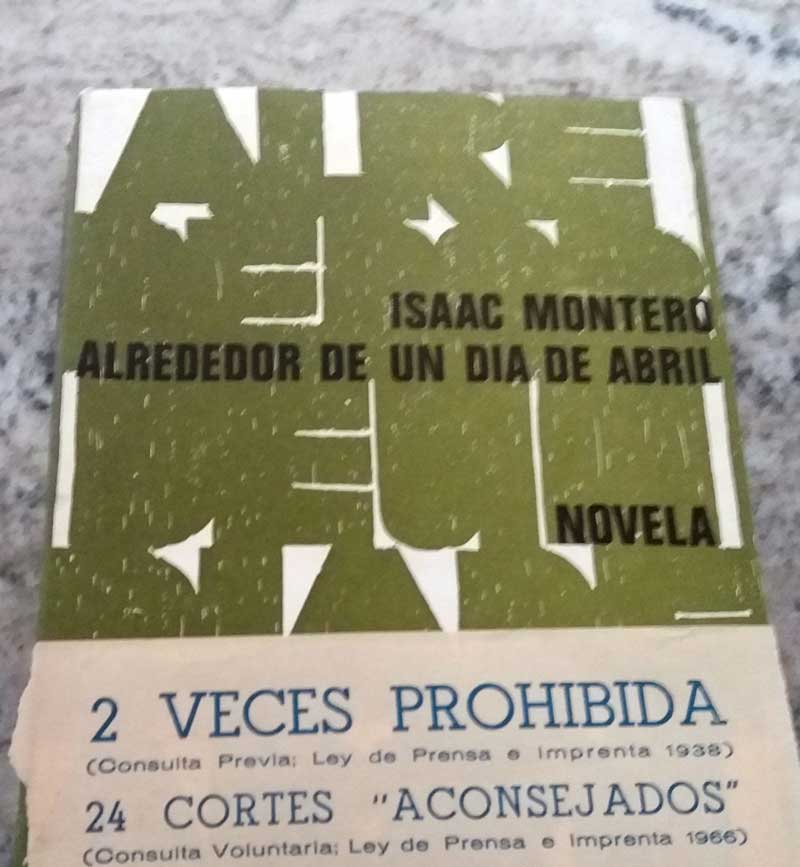 ISAAC MONTERO
ALREDEDOR DE UN DIA DE ABRIL
NOVELA
2 VECES PROHIBIDA
(Consulta Previa; Ley de Prensa e Imprenta 1938)
24 CORTES "ACONSEJADOS"
(Consulta Voluntaria; Ley de Prensa e Imprenta 1966)